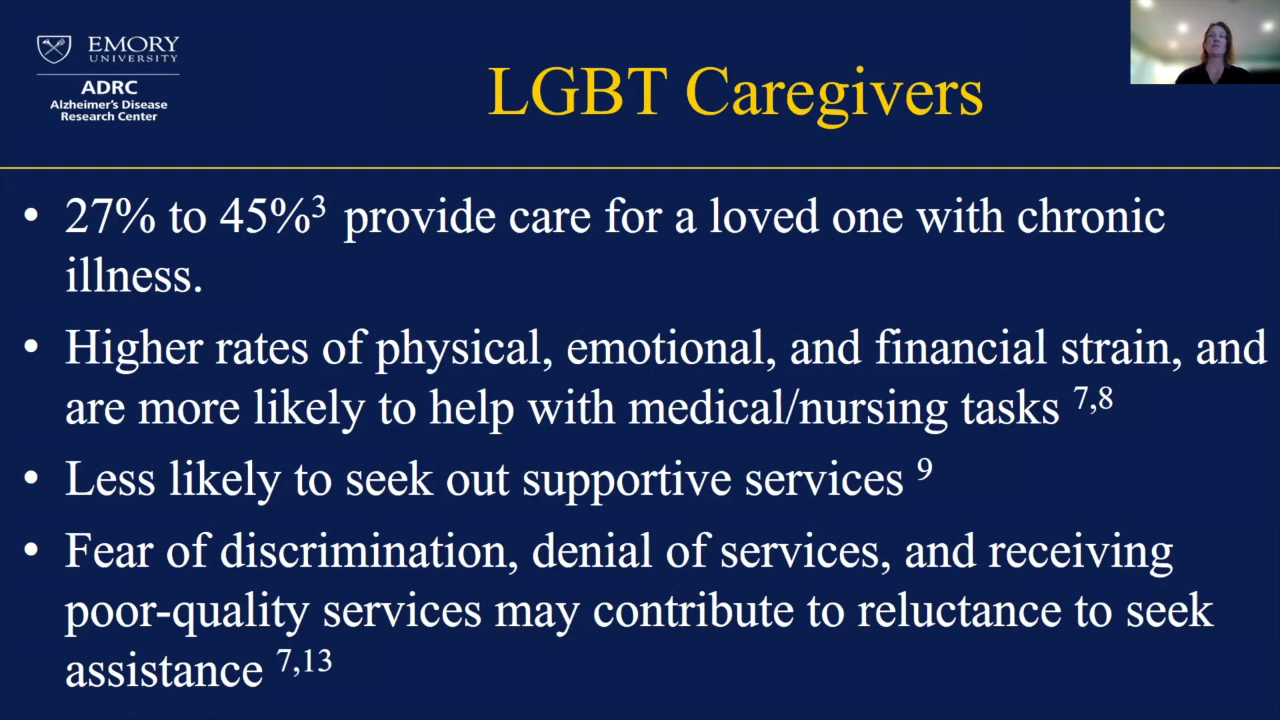 EMORY
UNIVERSITY
ADRC
Alzheimer's Disease
Research Center
LGBT Caregivers
• 27% to 45%³ provide care for a loved one with chronic
illness.
• Higher rates of physical, emotional, and financial strain, and
are more likely to help with medical/nursing tasks ⁷,⁸
• Less likely to seek out supportive services ⁹
• Fear of discrimination, denial of services, and receiving
poor-quality services may contribute to reluctance to seek
assistance ⁷,¹³